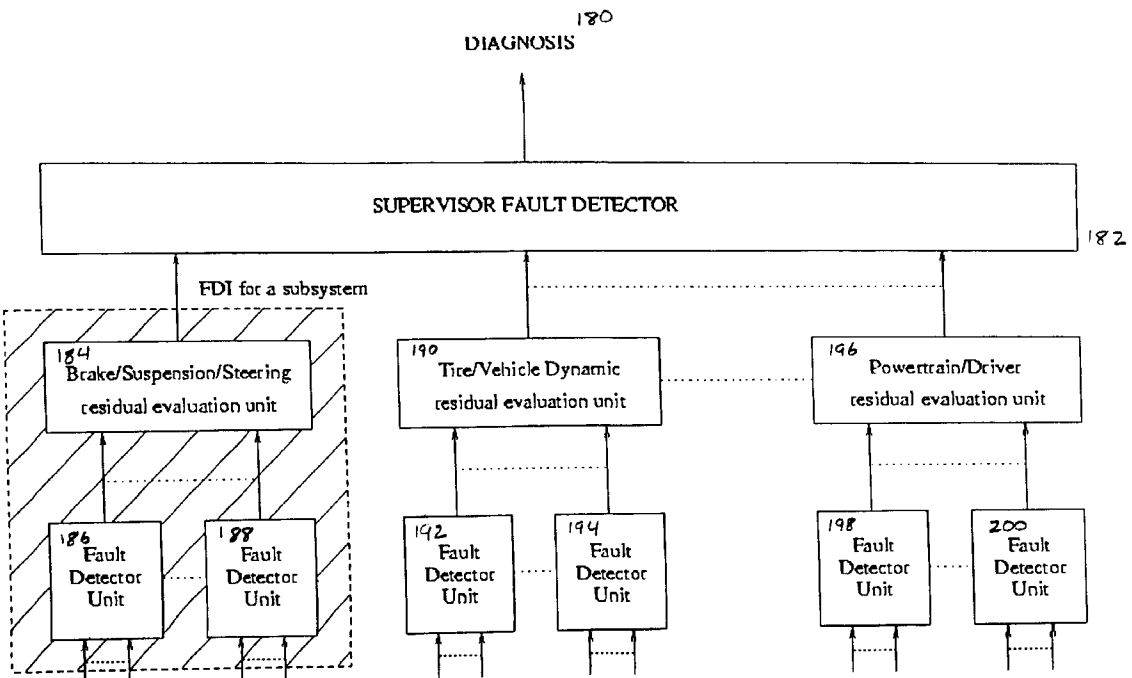 180
DIAGNOSIS
SUPERVISOR FAULT DETECTOR
182
FDI for a subsystem
184
Brake/Suspension/Steering
residual evaluation unit
190
Tire/Vehicle Dynamic
residual evaluation unit
196
Powertrain/Driver
residual evaluation unit
186
Fault
Detector
Unit
188
Fault
Detector
Unit
192
Fault
Detector
Unit
194
Fault
Detector
Unit
198
Fault
Detector
Unit
200
Fault
Detector
Unit